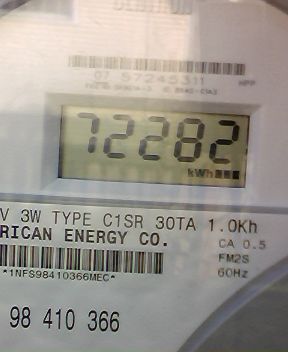 07 57245311
72282
kWh
V 3W TYPE C1SR 30TA 1.0Kh
RICAN ENERGY CO.
CA 0.5
FM2S
60Hz
*1NFS98410366MEC*
98 410 366